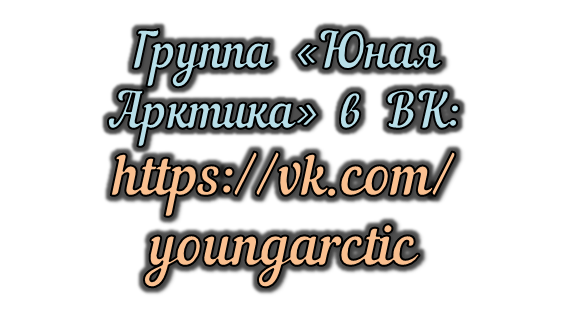 Группа «Юная
Арктика» в ВК:
https://vk.com/
youngarctic